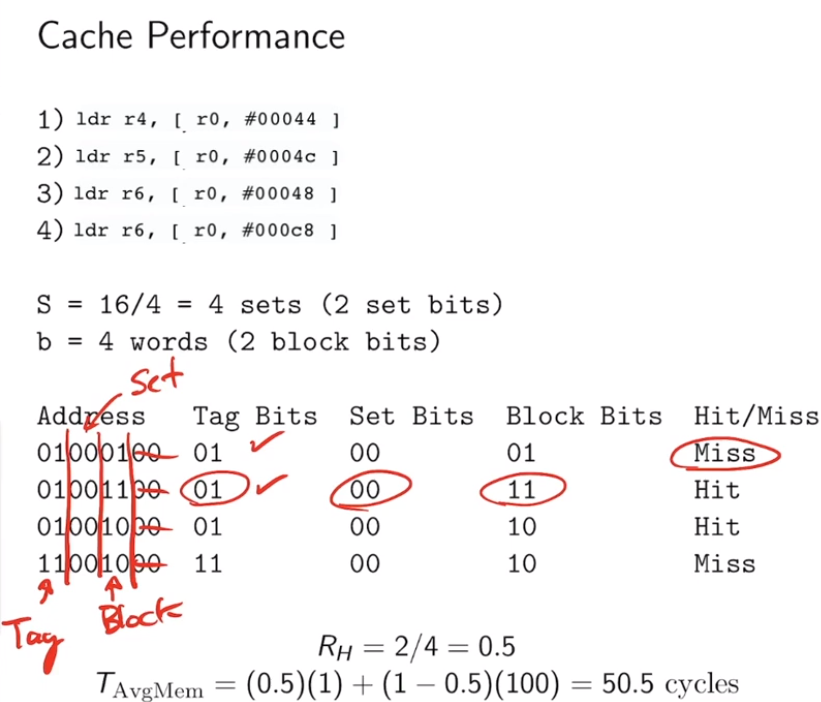 Cache Performance
1) ldr r4, [ r0, #00044 ]
2) ldr r5, [ r0, #0004c ]
3) ldr r6, [ r0, #00048 ]
4) ldr r6, [ r0, #000c8 ]
S = 16/4 = 4 sets (2 set bits)
b = 4 words (2 block bits)
Set
Address Tag Bits Set Bits Block Bits Hit/Miss
01000100 01 00 01 Miss
01001100 01 00 11 Hit
01001000 01 00 10 Hit
11001000 11 00 10 Miss
Tag Block
R_H = 2/4 = 0.5
T_AvgMem = (0.5)(1) + (1 − 0.5)(100) = 50.5 cycles